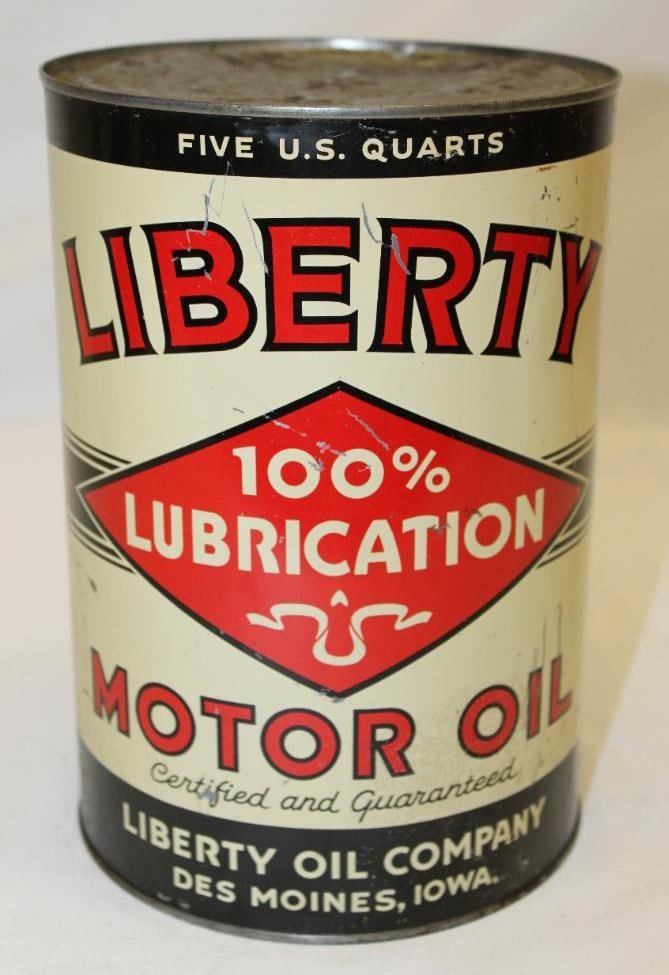 FIVE U.S. QUARTS
LIBERTY
100%
LUBRICATION
MOTOR OIL
Certified and Guaranteed
LIBERTY OIL COMPANY
DES MOINES, IOWA.